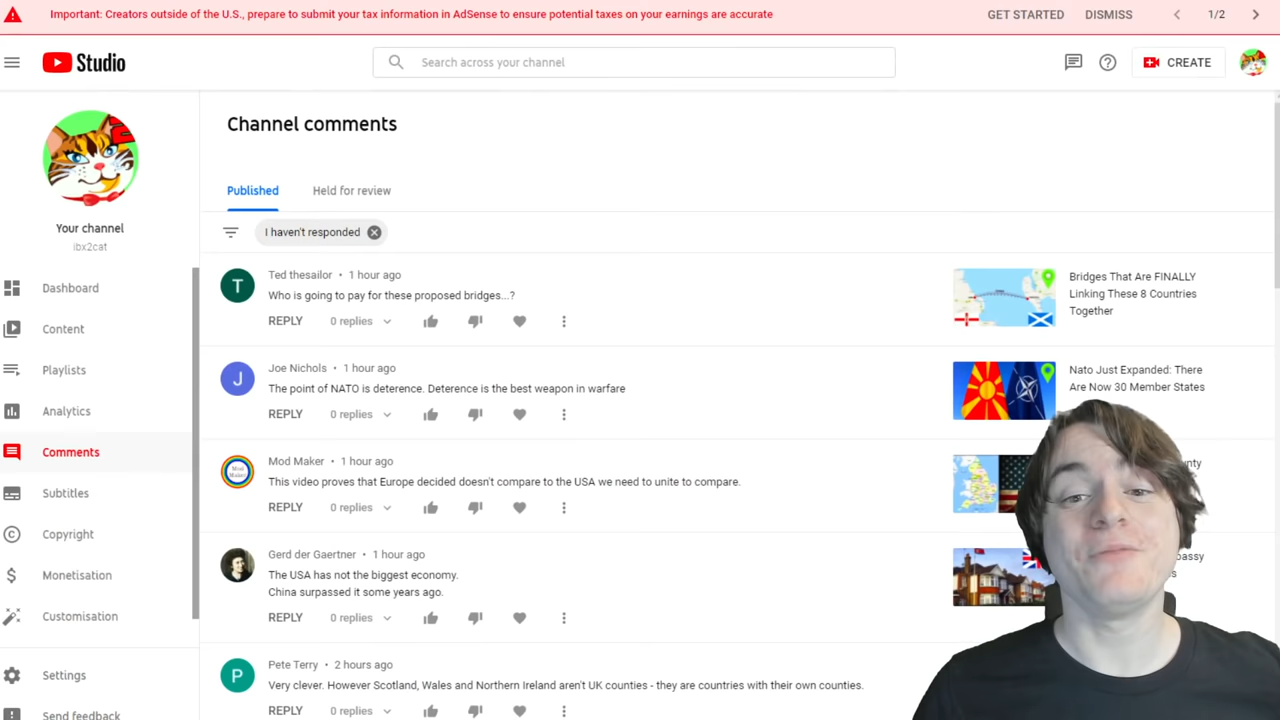 Important: Creators outside of the U.S., prepare to submit your tax information in AdSense to ensure potential taxes on your earnings are accurate
GET STARTED
DISMISS
1/2
Studio
Search across your channel
CREATE
Your channel
ibx2cat
Dashboard
Content
Playlists
Analytics
Comments
Subtitles
Copyright
Monetisation
Customisation
Settings
Send feedback
Channel comments
Published
Held for review
I haven't responded
Ted thesailor • 1 hour ago
Who is going to pay for these proposed bridges...?
REPLY
0 replies
Bridges That Are FINALLY
Linking These 8 Countries
Together
Joe Nichols • 1 hour ago
The point of NATO is deterence. Deterence is the best weapon in warfare
REPLY
0 replies
Nato Just Expanded: There
Are Now 30 Member States
Mod Maker • 1 hour ago
This video proves that Europe decided doesn't compare to the USA we need to unite to compare.
REPLY
0 replies
Gerd der Gaertner • 1 hour ago
The USA has not the biggest economy.
China surpassed it some years ago.
REPLY
0 replies
Pete Terry • 2 hours ago
Very clever. However Scotland, Wales and Northern Ireland aren't UK counties - they are countries with their own counties.
REPLY
0 replies
T
J
Mod
Maker
P